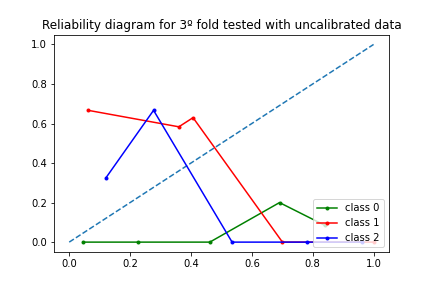 Reliability diagram for 3º fold tested with uncalibrated data
1.0
0.8
0.6
0.4
0.2
0.0
0.0 0.2 0.4 0.6 0.8 1.0
class 0
class 1
class 2